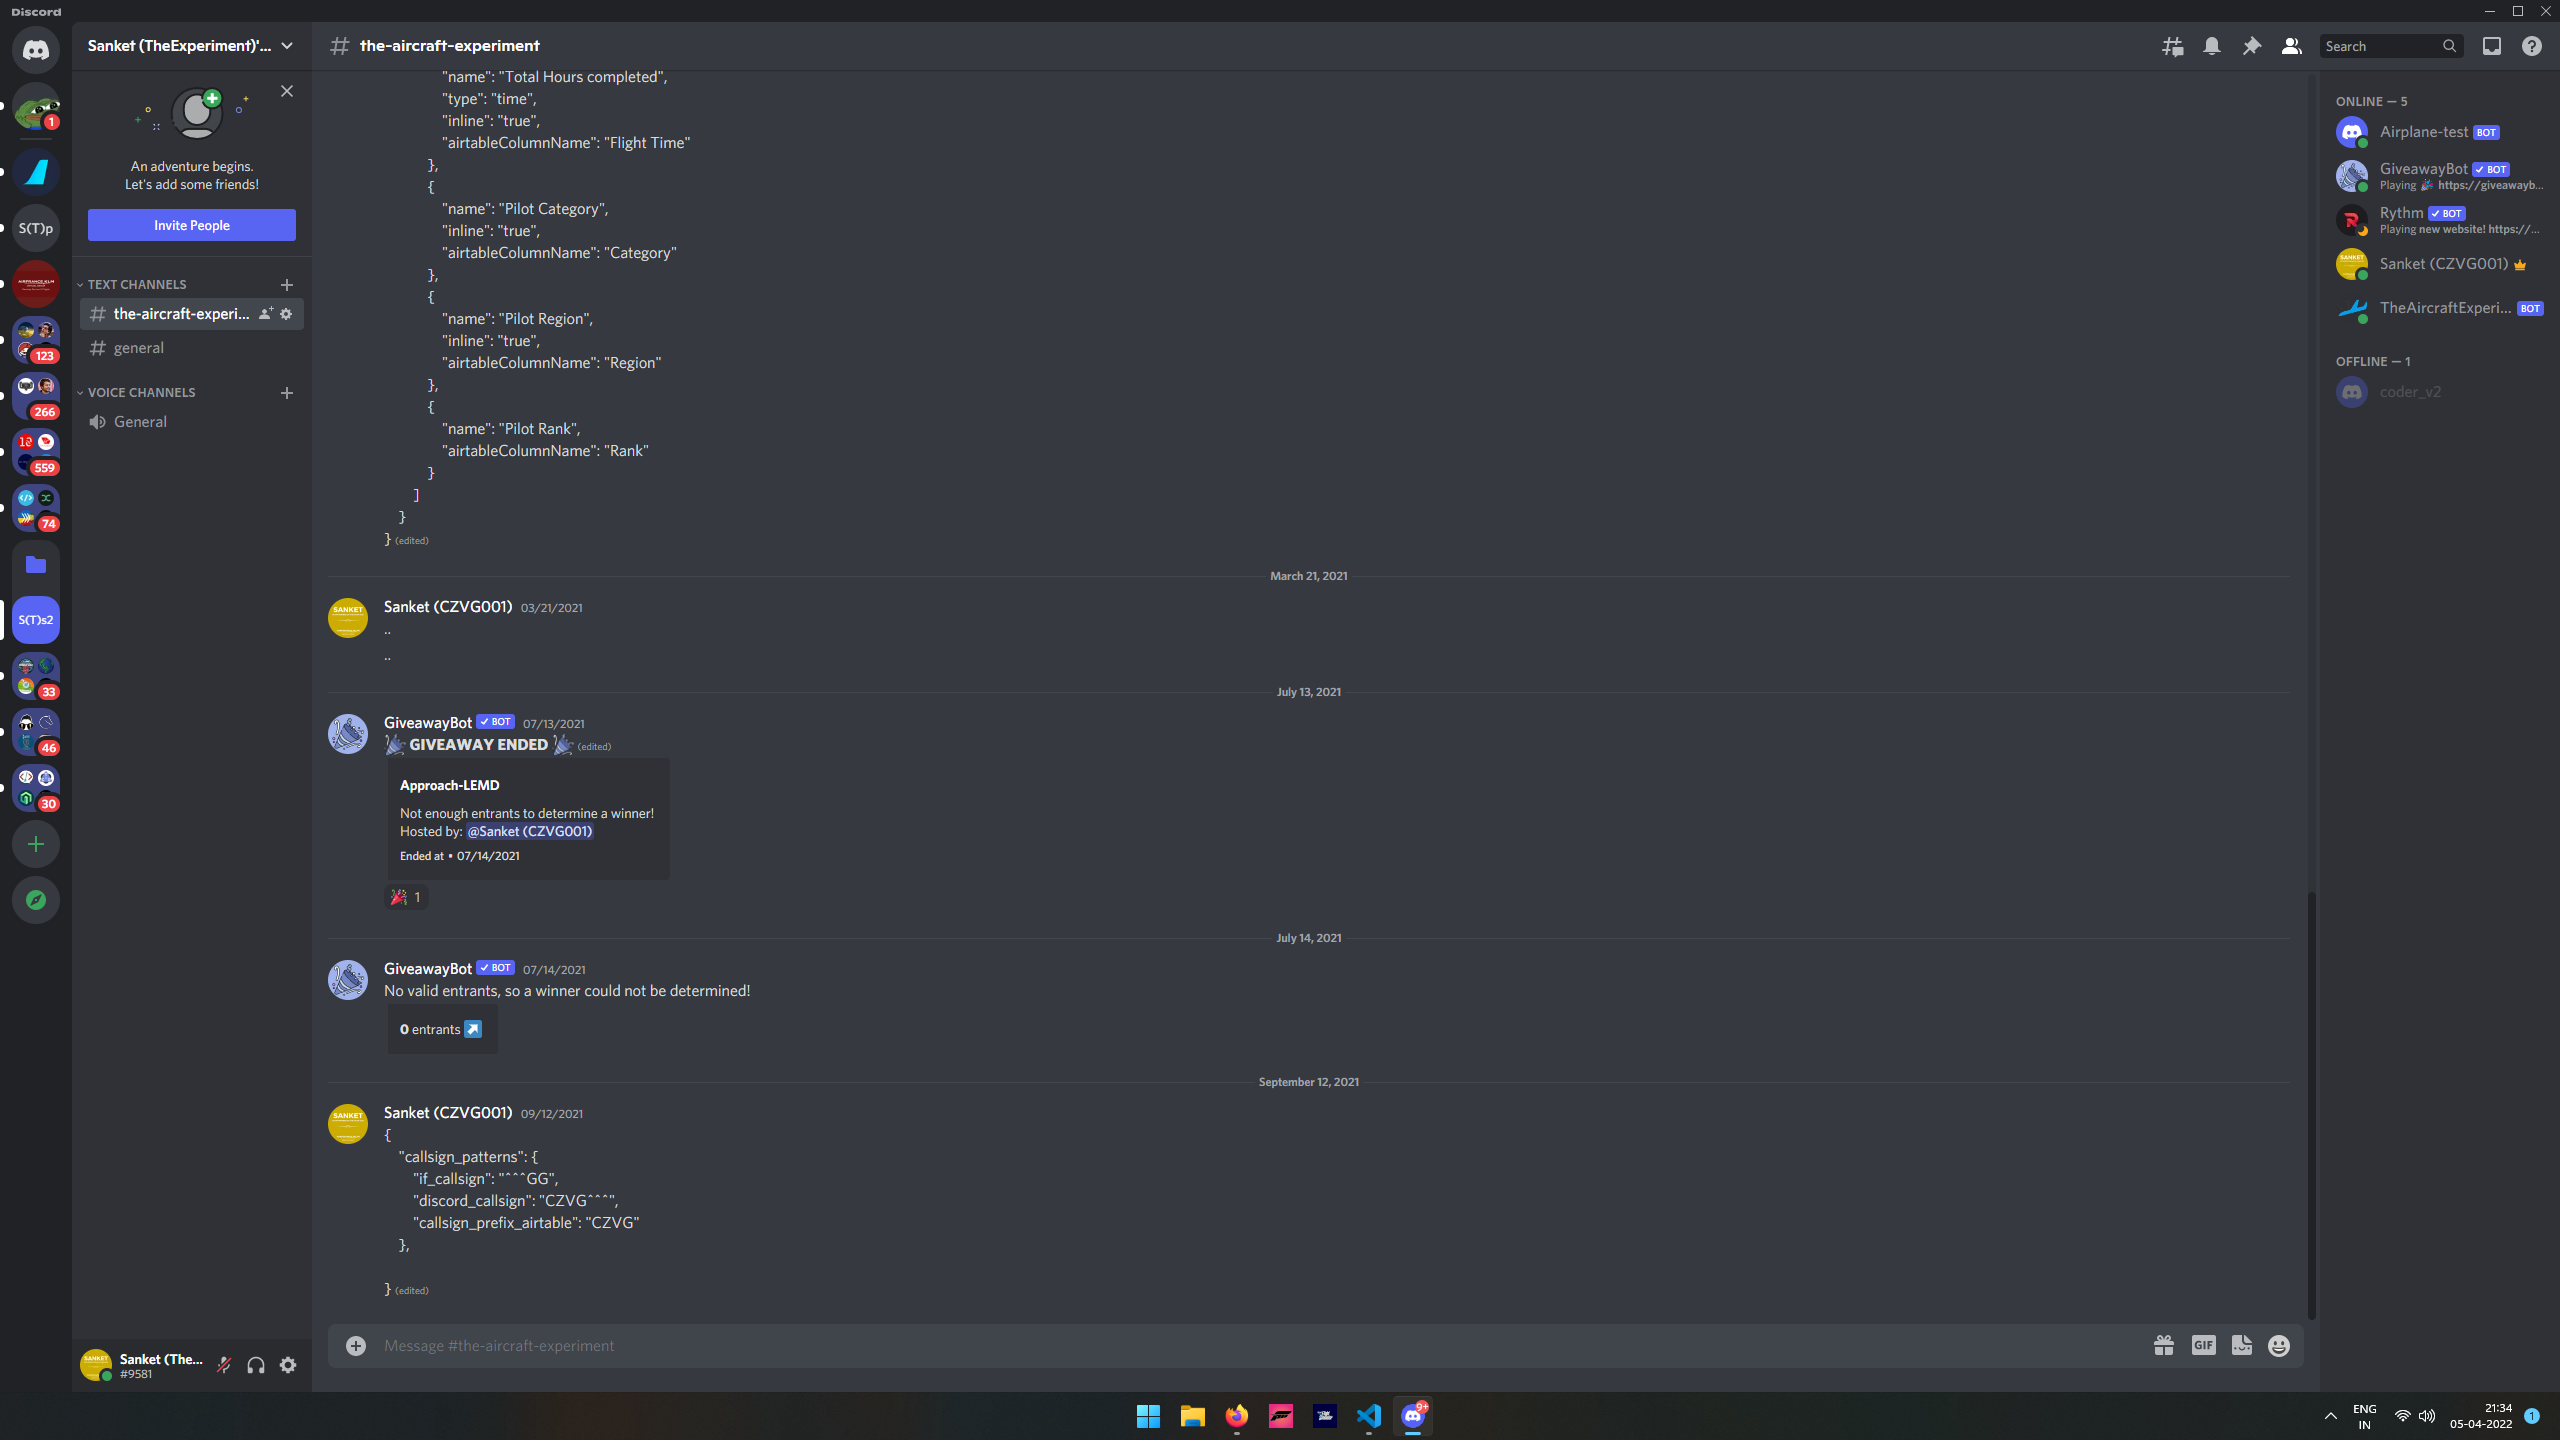 Discord
Sanket (TheExperiment)'...
the-aircraft-experiment
Search
1
S(T)p
123
266
559
74
S(T)s2
33
46
30
An adventure begins.
Let's add some friends!
Invite People
TEXT CHANNELS
the-aircraft-experi...
general
VOICE CHANNELS
General
"name": "Total Hours completed",
"type": "time",
"inline": "true",
"airtableColumnName": "Flight Time"
},
{
"name": "Pilot Category",
"inline": "true",
"airtableColumnName": "Category"
},
{
"name": "Pilot Region",
"inline": "true",
"airtableColumnName": "Region"
},
{
"name": "Pilot Rank",
"airtableColumnName": "Rank"
}
]
}
} (edited)
March 21, 2021
Sanket (CZVG001) 03/21/2021
..
..
July 13, 2021
GiveawayBot BOT 07/13/2021
GIVEAWAY ENDED (edited)
Approach-LEMD
Not enough entrants to determine a winner!
Hosted by: @Sanket (CZVG001)
Ended at • 07/14/2021
1
July 14, 2021
GiveawayBot BOT 07/14/2021
No valid entrants, so a winner could not be determined!
0 entrants
September 12, 2021
Sanket (CZVG001) 09/12/2021
{
"callsign_patterns": {
"if_callsign": "^^^GG",
"discord_callsign": "CZVG^^^",
"callsign_prefix_airtable": "CZVG"
},
} (edited)
Message #the-aircraft-experiment
GIF
ONLINE — 5
Airplane-test BOT
GiveawayBot BOT
Playing 🎉 https://giveawayb...
Rythm BOT
Playing new website! https://...
Sanket (CZVG001)
TheAircraftExperi... BOT
OFFLINE — 1
coder_v2
SANKET
Sanket (The...
#9581
9+
ENG
IN
21:34
05-04-2022
1